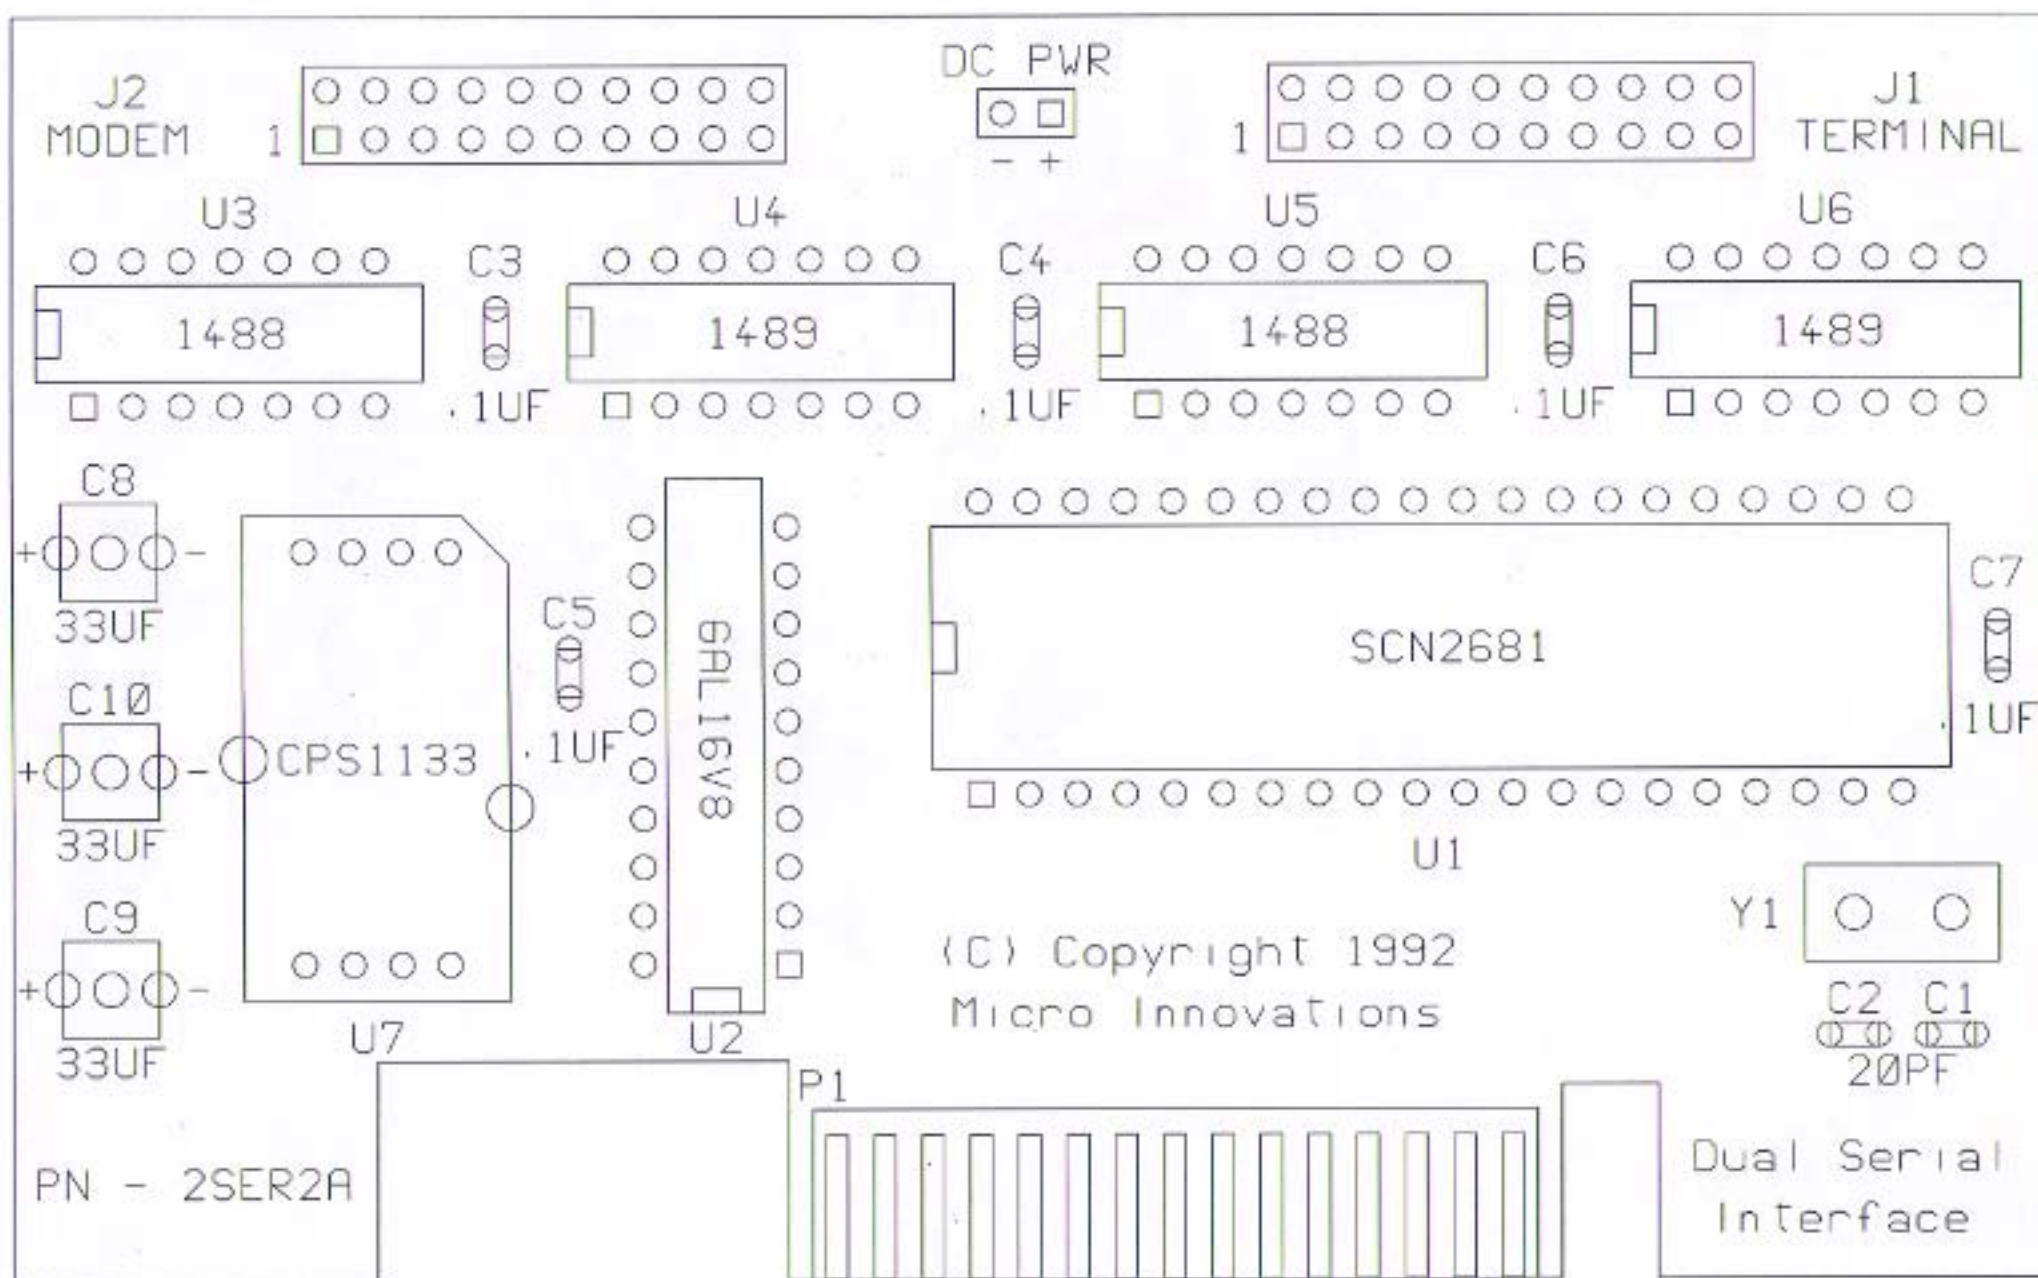 DC PWR
- +
J2
MODEM
1
J1
TERMINAL
1
U3
1488
C3
.1UF
U4
1489
C4
.1UF
U5
1488
C6
.1UF
U6
1489
C8
+ -
33UF
C10
+ -
33UF
C9
+ -
33UF
CPS1133
U7
C5
.1UF
GAL16V8
U2
SCN2681
U1
C7
.1UF
Y1
C2 C1
20PF
(C) Copyright 1992
Micro Innovations
P1
PN - 2SER2A
Dual Serial
Interface